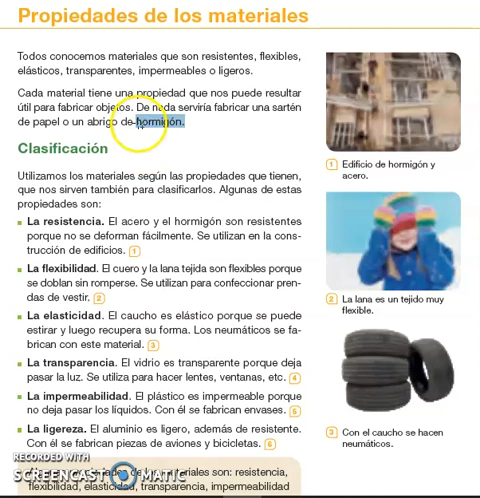 Propiedades de los materiales
Todos conocemos materiales que son resistentes, flexibles,
elásticos, transparentes, impermeables o ligeros.
Cada material tiene una propiedad que nos puede resultar
útil para fabricar objetos. De nada serviría fabricar una sartén
de papel o un abrigo de hormigón.
Clasificación
Utilizamos los materiales según las propiedades que tienen,
que nos sirven también para clasificarlos. Algunas de estas
propiedades son:
La resistencia. El acero y el hormigón son resistentes
porque no se deforman fácilmente. Se utilizan en la cons-
trucción de edificios. 1
La flexibilidad. El cuero y la lana tejida son flexibles porque
se doblan sin romperse. Se utilizan para confeccionar pren-
das de vestir. 2
La elasticidad. El caucho es elástico porque se puede
estirar y luego recupera su forma. Los neumáticos se fa-
brican con este material. 3
La transparencia. El vidrio es transparente porque deja
pasar la luz. Se utiliza para hacer lentes, ventanas, etc. 4
La impermeabilidad. El plástico es impermeable porque
no deja pasar los líquidos. Con él se fabrican envases. 5
La ligereza. El aluminio es ligero, además de resistente.
Con él se fabrican piezas de aviones y bicicletas. 6
materiales son: resistencia,
flexibilidad, elasticidad, transparencia, impermeabilidad
1 Edificio de hormigón y
acero.
2 La lana es un tejido muy
flexible.
3 Con el caucho se hacen
neumáticos.
RECORDED WITH
SCREENCAST MATIC